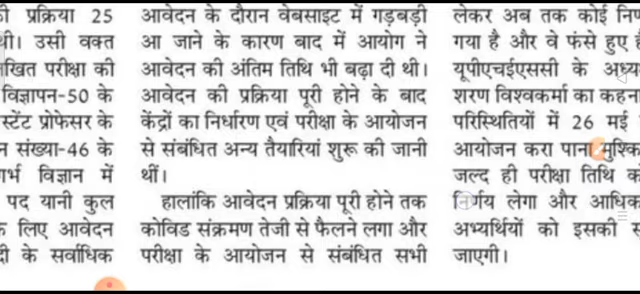 प्रक्रिया 25
थी। उसी वक्त
परीक्षा की
विज्ञापन-50 के
प्रोफेसर के
संख्या-46 के
विज्ञान में
पद यानी कुल
लिए आवेदन
के सर्वाधिक
आवेदन के दौरान वेबसाइट में गड़बड़ी
आ जाने के कारण बाद में आयोग ने
आवेदन की अंतिम तिथि भी बढ़ा दी थी।
आवेदन की प्रक्रिया पूरी होने के बाद
केंद्रों का निर्धारण एवं परीक्षा के आयोजन
से संबंधित अन्य तैयारियां शुरू की जानी
थीं।
हालांकि आवेदन प्रक्रिया पूरी होने तक
कोविड संक्रमण तेजी से फैलने लगा और
परीक्षा के आयोजन से संबंधित सभी
लेकर अब तक कोई
गया है और वे फंसे हुए
यूपीएचईएससी के
शरण विश्वकर्मा का कहना
परिस्थितियों में 26 मई
आयोजन करा पाना
जल्द ही परीक्षा तिथि
निर्णय लेगा और
अभ्यर्थियों को इसकी
जाएगी।